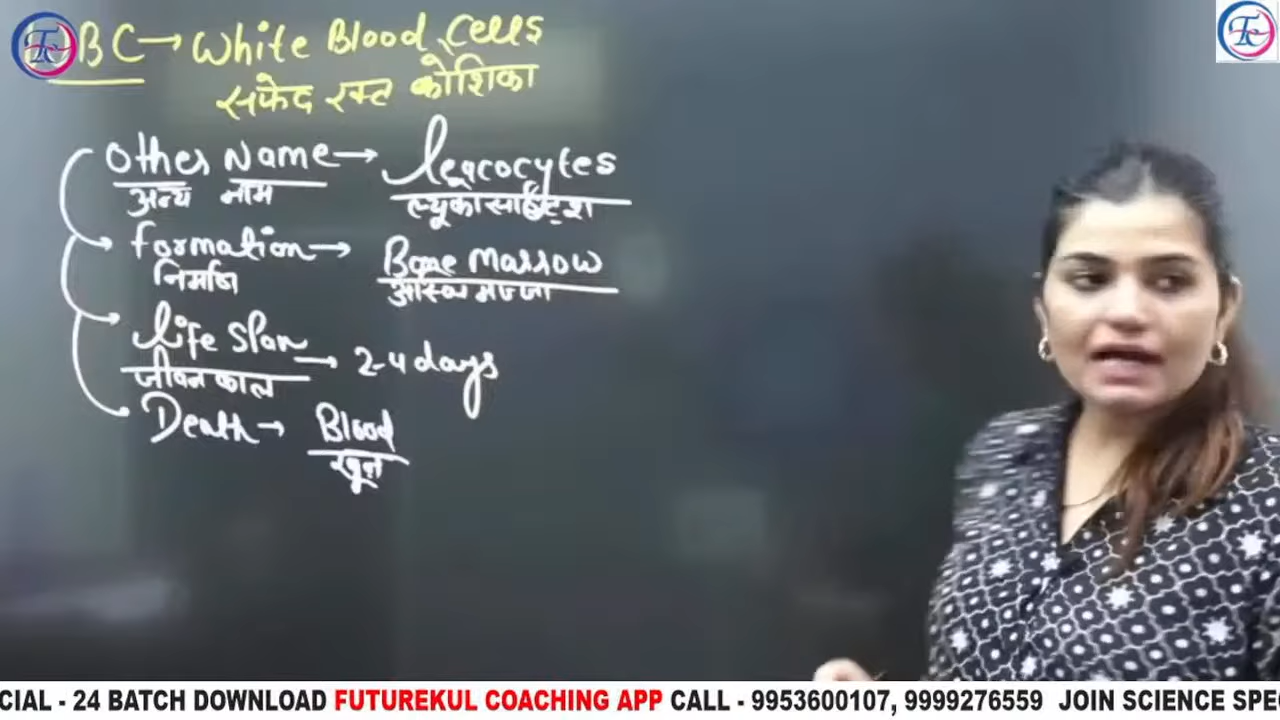 BC → White Blood Cells
सफेद रक्त कोशिका
Other Name → leucocytes
अन्य नाम
ल्यूकोसाईट्स
formation → Bone Marrow
निर्माण
अस्थि मज्जा
life Span → 2-4 days
जीवन काल
Death → Blood
खून
CIAL - 24 BATCH DOWNLOAD FUTUREKUL COACHING APP CALL - 9953600107, 9999276559 JOIN SCIENCE SPE